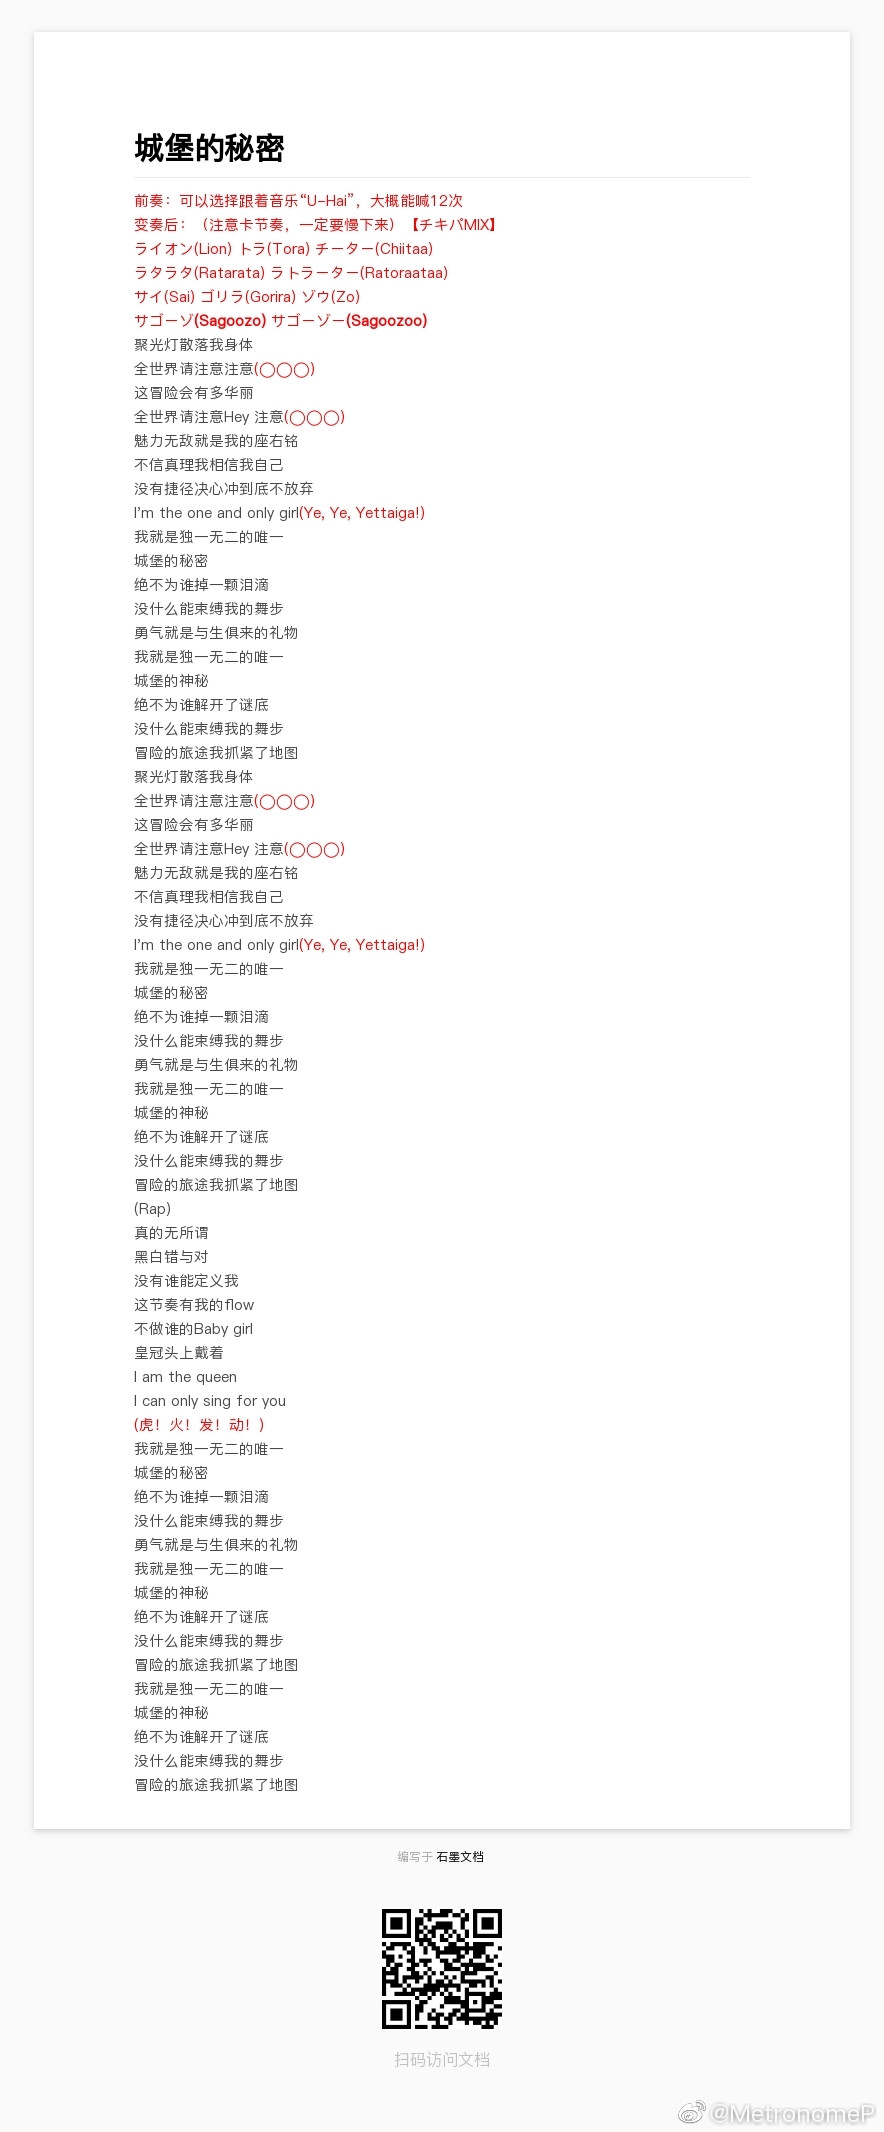 城堡的秘密
前奏：可以选择跟着音乐“U-Hai”，大概能喊12次
变奏后：（注意卡节奏，一定要慢下来）【チキパMIX】
ライオン(Lion) トラ(Tora) チーター(Chiitaa)
ラタラタ(Ratarata) ラトラーター(Ratoraataa)
サイ(Sai) ゴリラ(Gorira) ゾウ(Zo)
サゴーゾ(Sagoozo) サゴーゾー(Sagoozoo)
聚光灯散落我身体
全世界请注意注意(◯◯◯)
这冒险会有多华丽
全世界请注意Hey 注意(◯◯◯)
魅力无敌就是我的座右铭
不信真理我相信我自己
没有捷径决心冲到底不放弃
I'm the one and only girl(Ye, Ye, Yettaiga!)
我就是独一无二的唯一
城堡的秘密
绝不为谁掉一颗泪滴
没什么能束缚我的舞步
勇气就是与生俱来的礼物
我就是独一无二的唯一
城堡的神秘
绝不为谁解开了谜底
没什么能束缚我的舞步
冒险的旅途我抓紧了地图
聚光灯散落我身体
全世界请注意注意(◯◯◯)
这冒险会有多华丽
全世界请注意Hey 注意(◯◯◯)
魅力无敌就是我的座右铭
不信真理我相信我自己
没有捷径决心冲到底不放弃
I'm the one and only girl(Ye, Ye, Yettaiga!)
我就是独一无二的唯一
城堡的秘密
绝不为谁掉一颗泪滴
没什么能束缚我的舞步
勇气就是与生俱来的礼物
我就是独一无二的唯一
城堡的神秘
绝不为谁解开了谜底
没什么能束缚我的舞步
冒险的旅途我抓紧了地图
(Rap)
真的无所谓
黑白错与对
没有谁能定义我
这节奏有我的flow
不做谁的Baby girl
皇冠头上戴着
I am the queen
I can only sing for you
(虎！火！发！动！)
我就是独一无二的唯一
城堡的秘密
绝不为谁掉一颗泪滴
没什么能束缚我的舞步
勇气就是与生俱来的礼物
我就是独一无二的唯一
城堡的神秘
绝不为谁解开了谜底
没什么能束缚我的舞步
冒险的旅途我抓紧了地图
我就是独一无二的唯一
城堡的神秘
绝不为谁解开了谜底
没什么能束缚我的舞步
冒险的旅途我抓紧了地图
编写于 石墨文档
扫码访问文档
@MetronomeP